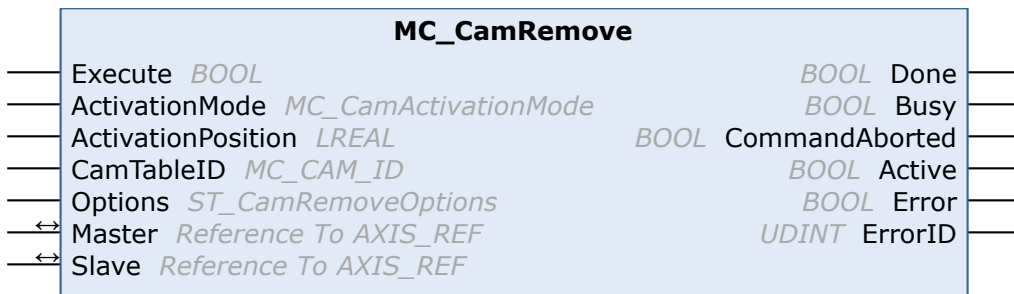 MC_CamRemove
Execute BOOL BOOL Done
ActivationMode MC_CamActivationMode BOOL Busy
ActivationPosition LREAL BOOL CommandAborted
CamTableID MC_CAM_ID BOOL Active
Options ST_CamRemoveOptions BOOL Error
↔ Master Reference To AXIS_REF UDINT ErrorID
↔ Slave Reference To AXIS_REF